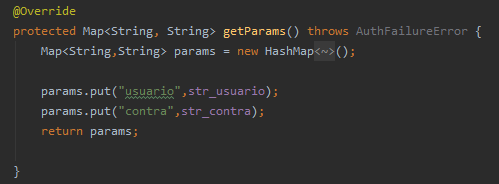 @Override
protected Map<String, String> getParams() throws AuthFailureError {
Map<String,String> params = new HashMap<~>();
params.put("usuario",str_usuario);
params.put("contra",str_contra);
return params;
}